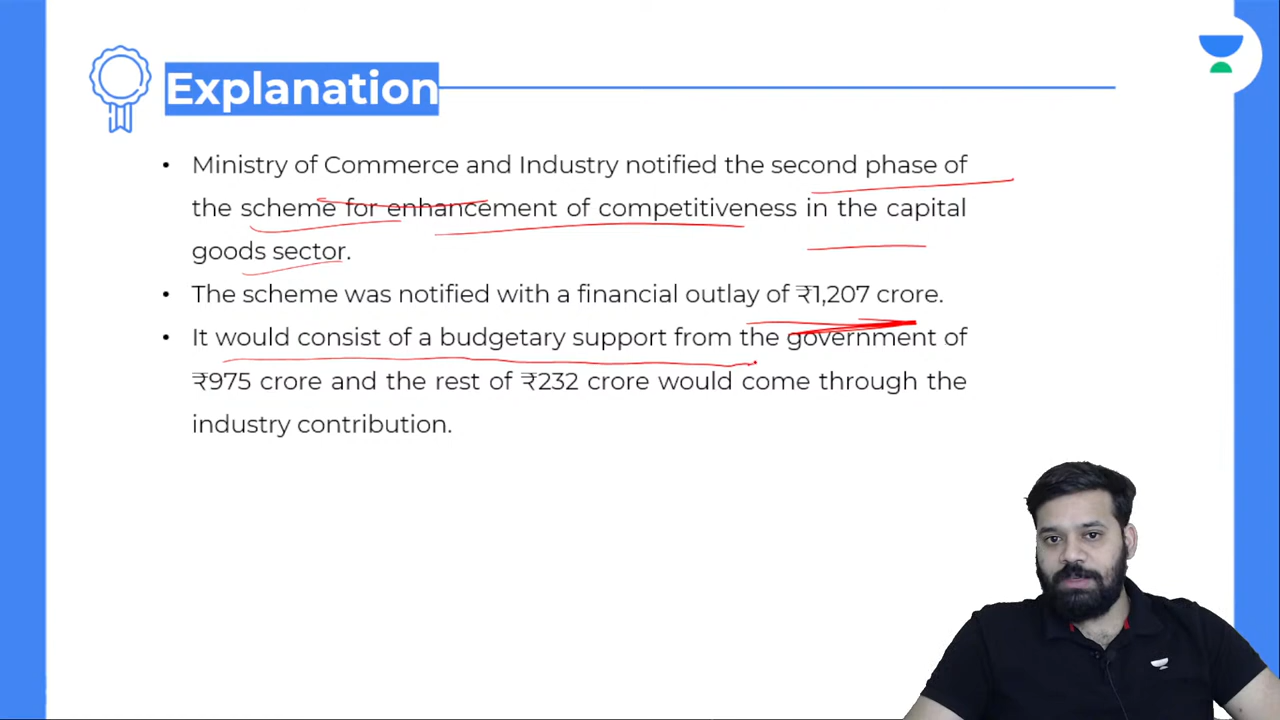 Explanation
• Ministry of Commerce and Industry notified the second phase of
the scheme for enhancement of competitiveness in the capital
goods sector.
• The scheme was notified with a financial outlay of ₹1,207 crore.
• It would consist of a budgetary support from the government of
₹975 crore and the rest of ₹232 crore would come through the
industry contribution.